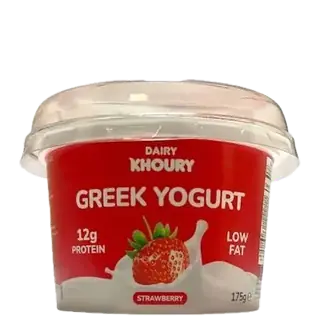 DAIRY
KHOURY
GREEK YOGURT
12g
PROTEIN
LOW
FAT
STRAWBERRY
175g e